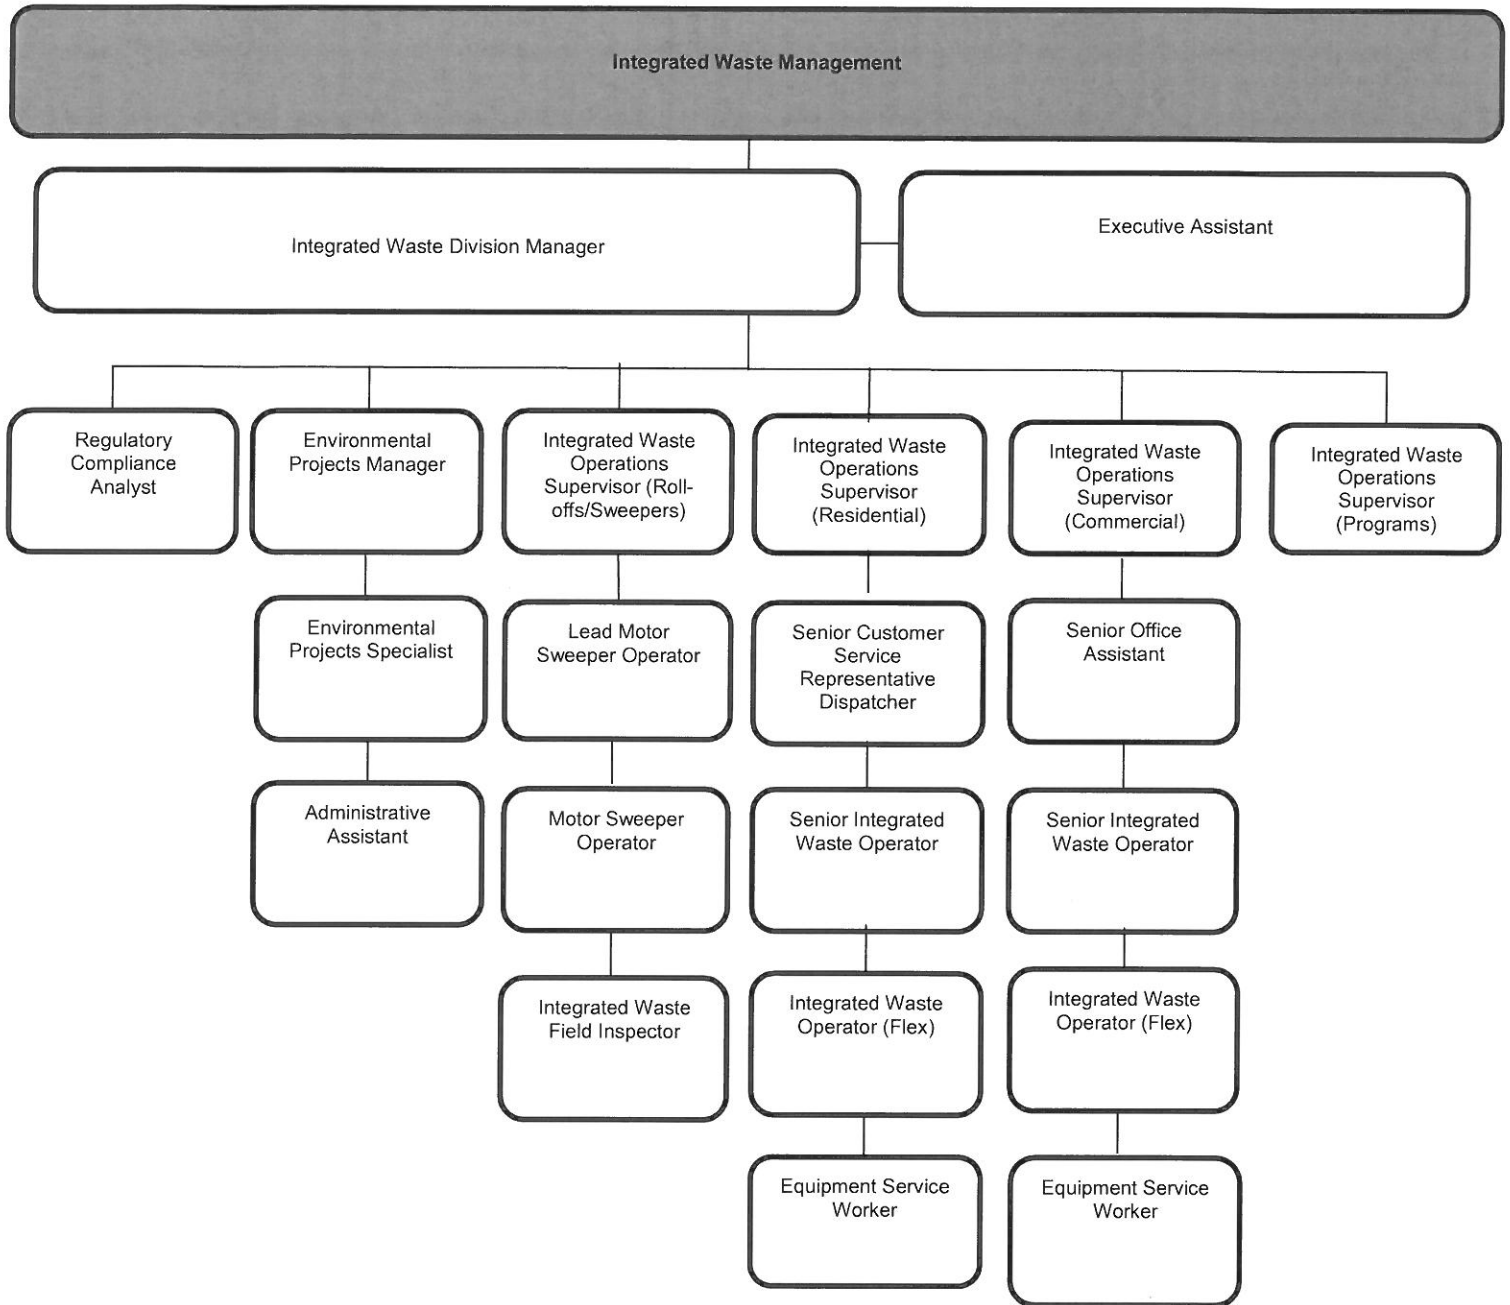 Integrated Waste Management
Integrated Waste Division Manager
Executive Assistant
Regulatory
Compliance
Analyst
Environmental
Projects Manager
Integrated Waste
Operations
Supervisor (Roll-
offs/Sweepers)
Integrated Waste
Operations
Supervisor
(Residential)
Integrated Waste
Operations
Supervisor
(Commercial)
Integrated Waste
Operations
Supervisor
(Programs)
Environmental
Projects Specialist
Lead Motor
Sweeper Operator
Senior Customer
Service
Representative
Dispatcher
Senior Office
Assistant
Administrative
Assistant
Motor Sweeper
Operator
Senior Integrated
Waste Operator
Senior Integrated
Waste Operator
Integrated Waste
Field Inspector
Integrated Waste
Operator (Flex)
Integrated Waste
Operator (Flex)
Equipment Service
Worker
Equipment Service
Worker